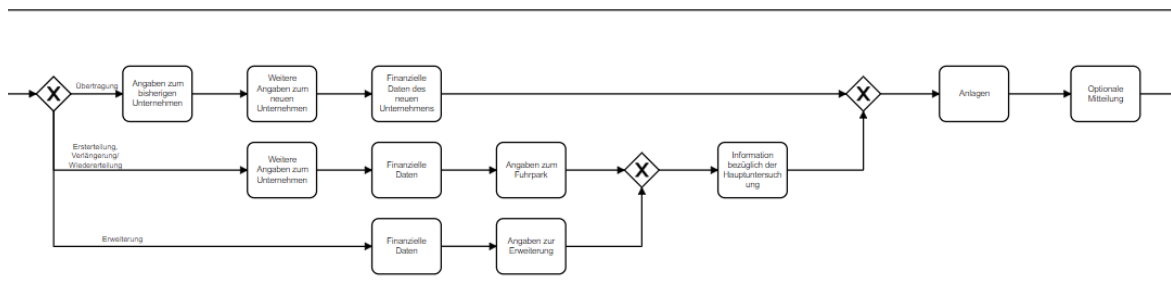 Übertragung
Angaben zum
bisherigen
Unternehmen
Weitere
Angaben zum
neuen
Unternehmen
Finanzielle
Daten des
neuen
Unternehmens
X
X
Anlagen
Optionale
Mitteilung
Ersterteilung,
Verlängerung/
Wiedererteilung
Weitere
Angaben zum
Unternehmen
Finanzielle
Daten
Angaben zum
Fuhrpark
X
Information
bezüglich der
Hauptuntersuch
ung
Erweiterung
Finanzielle
Daten
Angaben zur
Erweiterung